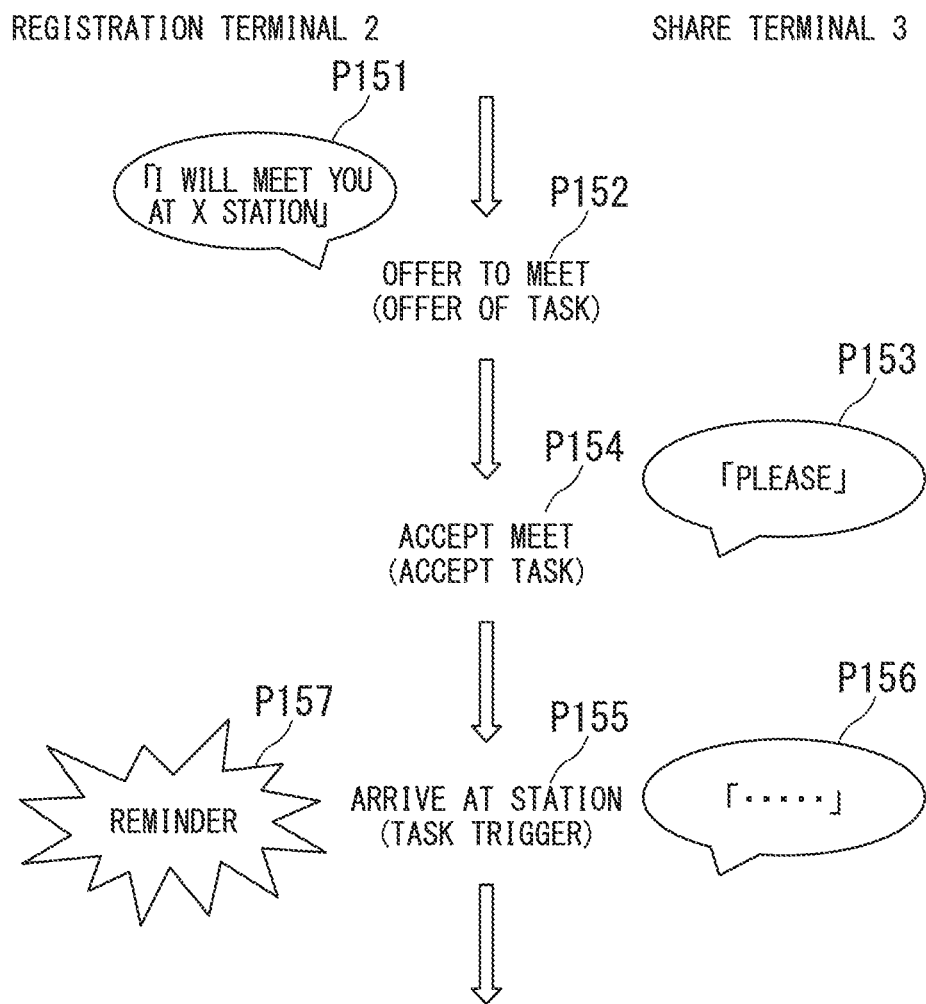 REGISTRATION TERMINAL 2
SHARE TERMINAL 3
P151
「I WILL MEET YOU
AT X STATION」
P152
OFFER TO MEET
(OFFER OF TASK)
P153
「PLEASE」
P154
ACCEPT MEET
(ACCEPT TASK)
P157
REMINDER
P155
ARRIVE AT STATION
(TASK TRIGGER)
P156
「・・・・・」